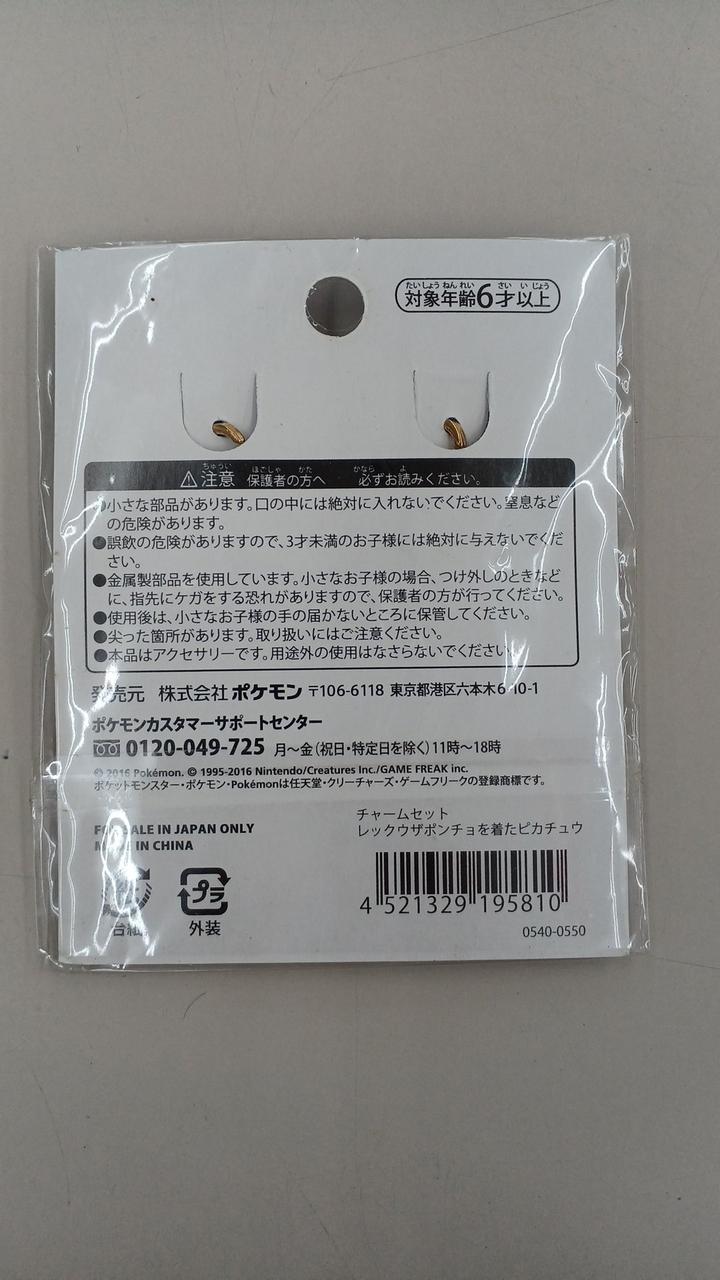 たいしょうねんれい さいいじょう
対象年齢6才以上
ちゅうい ほごしゃ かた かなら よ
⚠注意 保護者の方へ 必ずお読みください。
●小さな部品があります。口の中には絶対に入れないでください。窒息など
の危険があります。
●誤飲の危険がありますので、3才未満のお子様には絶対に与えないでくだ
さい。
●金属製部品を使用しています。小さなお子様の場合、つけ外しのときなど
に、指先にケガをする恐れがありますので、保護者の方が行ってください。
●使用後は、小さなお子様の手の届かないところに保管してください。
●尖った箇所があります。取り扱いにはご注意ください。
●本品はアクセサリーです。用途外の使用はなさらないでください。
発売元 株式会社ポケモン 〒106-6118 東京都港区六本木6-10-1
ポケモンカスタマーサポートセンター
0120-049-725 月～金(祝日・特定日を除く)11時～18時
© 2016 Pokémon. © 1995-2016 Nintendo/Creatures Inc./GAME FREAK inc.
ポケットモンスター・ポケモン・Pokémonは任天堂・クリーチャーズ・ゲームフリークの登録商標です。
チャームセット
レックウザポンチョを着たピカチュウ
FOR SALE IN JAPAN ONLY
MADE IN CHINA
プラ
台紙 外装
4 521329 195810
0540-0550